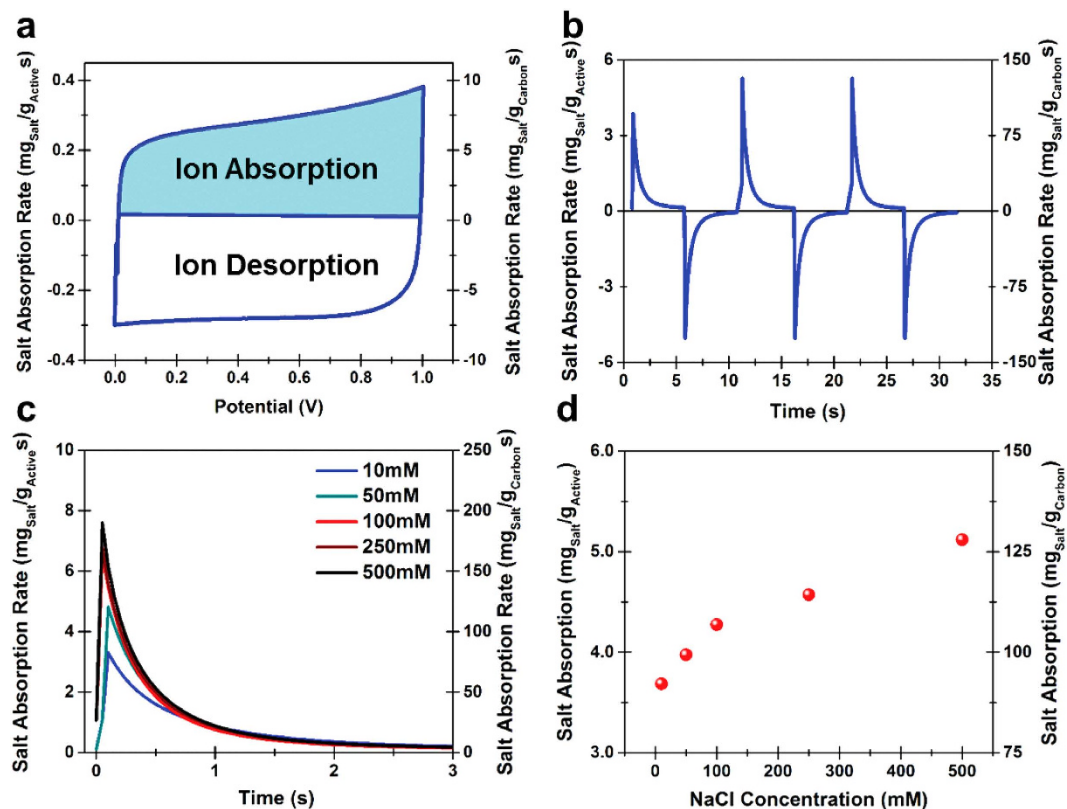 a
Salt Absorption Rate (mgSalt/gActive s)
0.4
0.2
0.0
-0.2
-0.4
Ion Absorption
Ion Desorption
10
5
0
-5
-10
Salt Absorption Rate (mgSalt/gCarbon s)
0.0 0.2 0.4 0.6 0.8 1.0
Potential (V)
b
Salt Absorption Rate (mgSalt/gActive s)
6
3
0
-3
-6
150
75
0
-75
-150
Salt Absorption Rate (mgSalt/gCarbon s)
0 5 10 15 20 25 30 35
Time (s)
c
Salt Absorption Rate (mgSalt/gActive s)
10
8
6
4
2
0
10mM
50mM
100mM
250mM
500mM
250
200
150
100
50
0
Salt Absorption Rate (mgSalt/gCarbon s)
0 1 2 3
Time (s)
d
Salt Absorption (mgSalt/gActive)
6.0
5.0
4.0
3.0
150
125
100
75
Salt Absorption (mgSalt/gCarbon)
0 100 200 300 400 500
NaCl Concentration (mM)